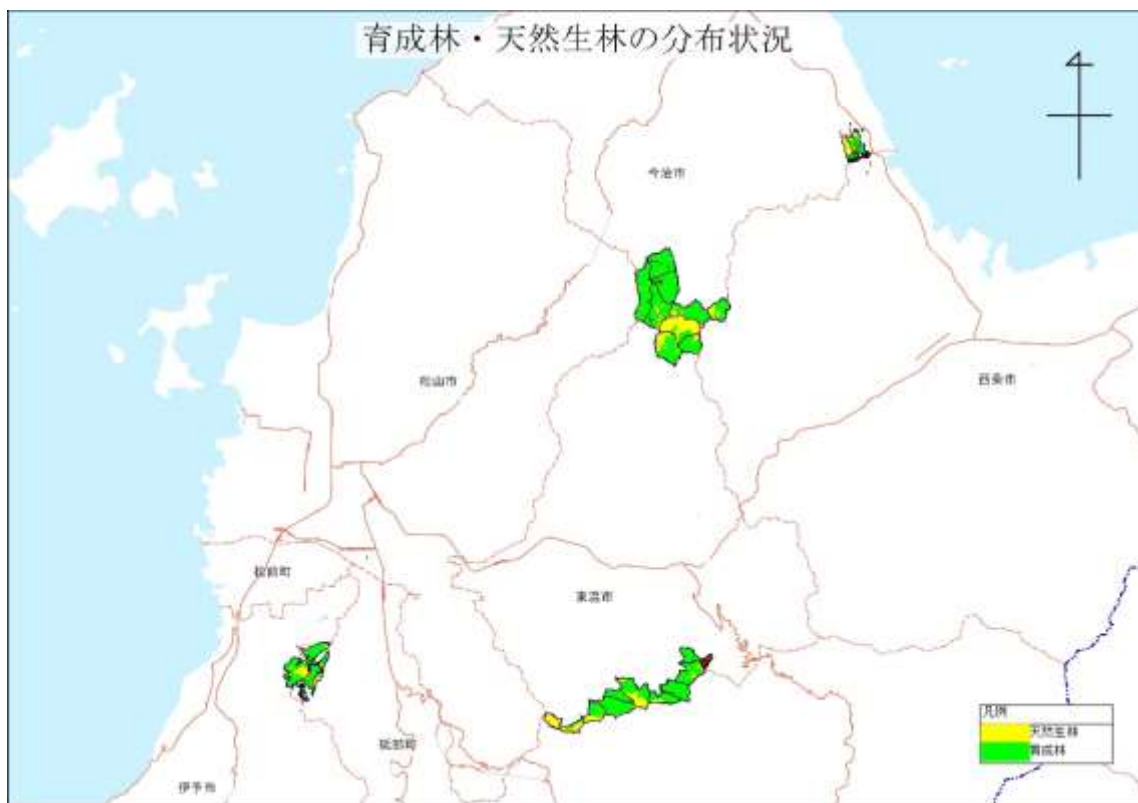 育成林・天然生林の分布状況
今治市
松山市
西条市
松前町
東温市
砥部町
伊予市
凡例
天然生林
育成林